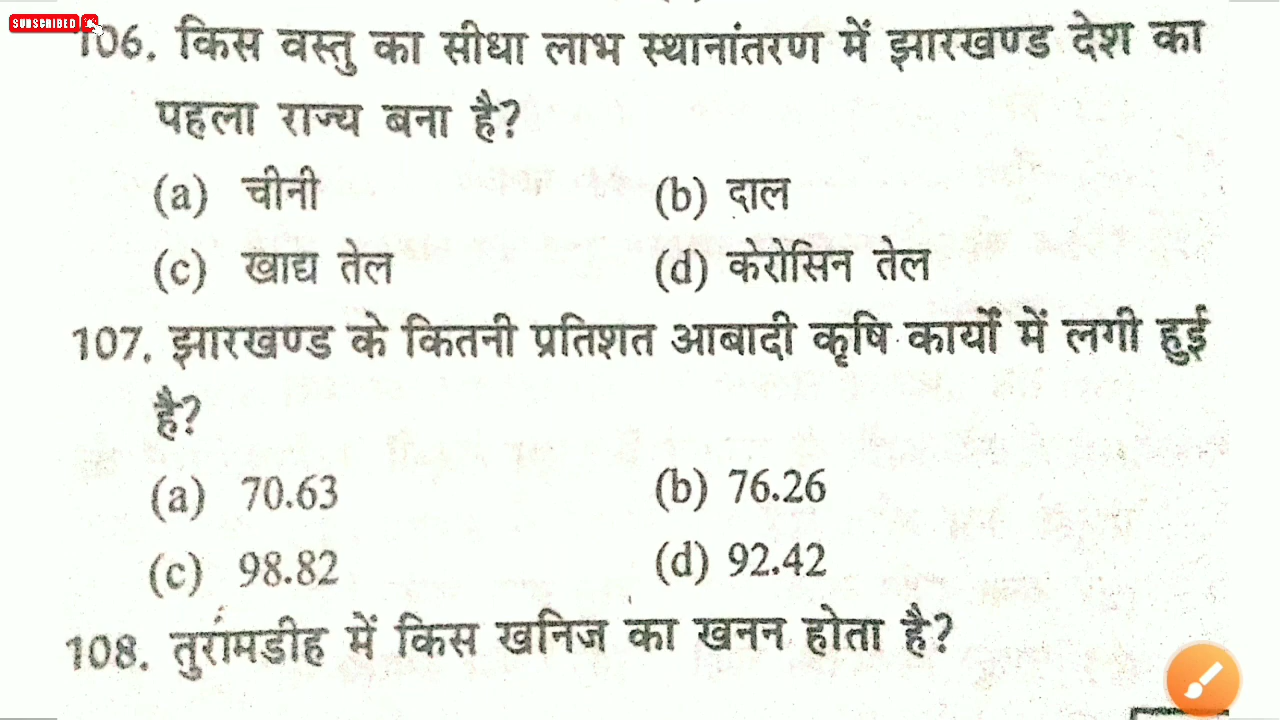 SUBSCRIBED
106. किस वस्तु का सीधा लाभ स्थानांतरण में झारखण्ड देश का
पहला राज्य बना है?
(a) चीनी (b) दाल
(c) खाद्य तेल (d) केरोसिन तेल
107. झारखण्ड के कितनी प्रतिशत आबादी कृषि कार्यों में लगी हुई
है?
(a) 70.63 (b) 76.26
(c) 98.82 (d) 92.42
108. तुरांमडीह में किस खनिज का खनन होता है?